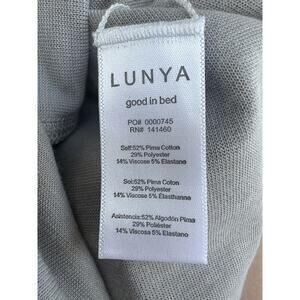 LUNYA
good in bed
PO# 0000745
RN# 141460
Self:52% Pima Cotton
29% Polyester
14% Viscose 5% Elastane
Soi:52% Pima Coton
29% Polyester
14% Viscose 5% Elasthanne
Asistencia:52% Algodón Pima
29% Poliéster
14% Viscose 5% Elastano